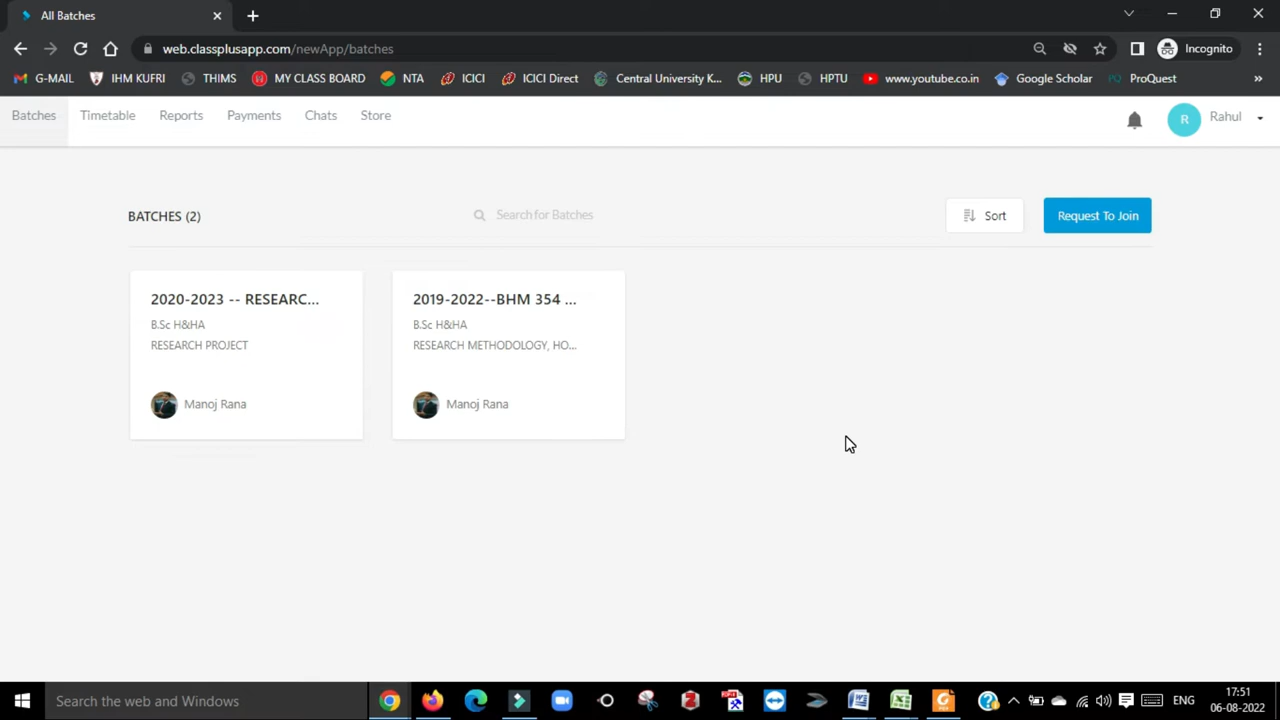 All Batches
web.classplusapp.com/newApp/batches
Incognito
G-MAIL
IHM KUFRI
THIMS
MY CLASS BOARD
NTA
ICICI
ICICI Direct
Central University K...
HPU
HPTU
www.youtube.co.in
Google Scholar
ProQuest
Batches
Timetable
Reports
Payments
Chats
Store
R
Rahul
BATCHES (2)
Search for Batches
Sort
Request To Join
2020-2023 -- RESEARC...
B.Sc H&HA
RESEARCH PROJECT
Manoj Rana
2019-2022--BHM 354 ...
B.Sc H&HA
RESEARCH METHODOLOGY, HO...
Manoj Rana
Search the web and Windows
ENG
17:51
06-08-2022